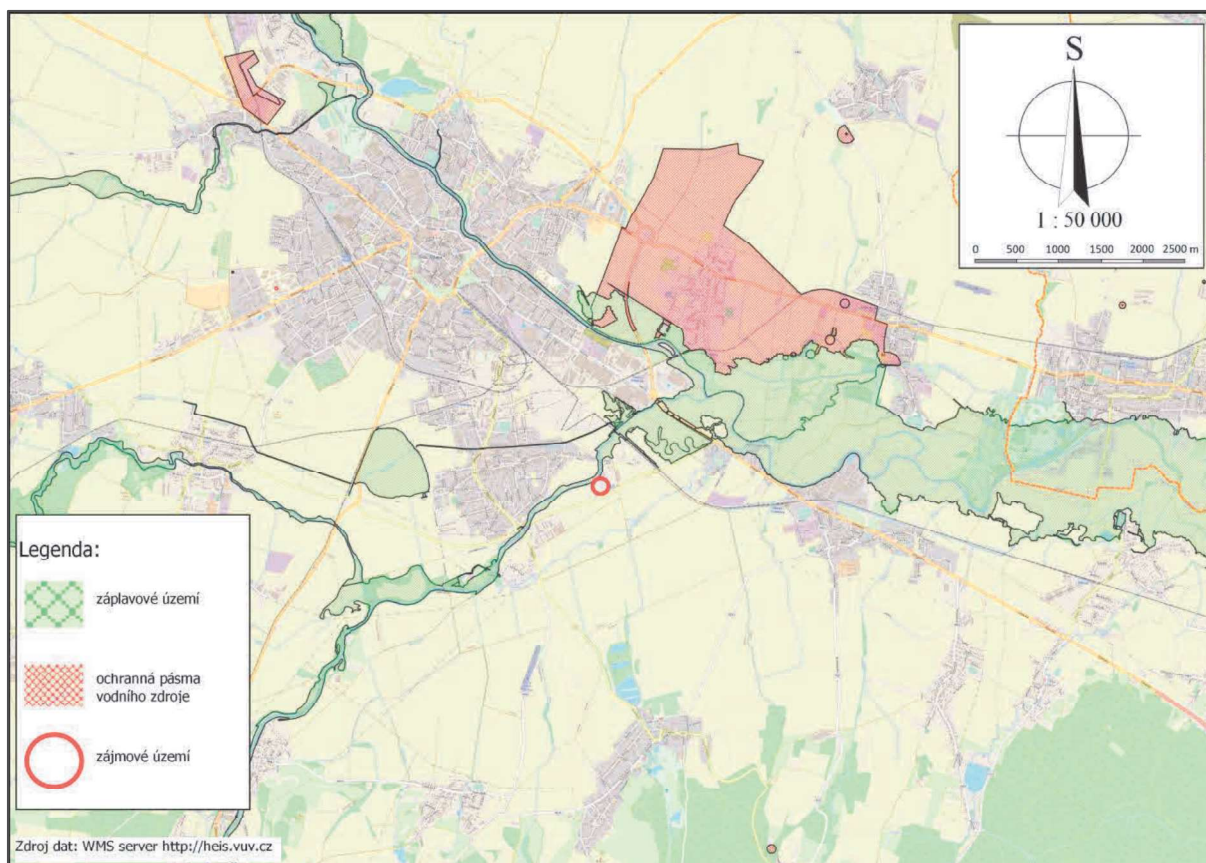 S
1 : 50 000
0 500 1000 1500 2000 2500 m
Legenda:
záplavové území
ochranná pásma
vodního zdroje
zájmové území
Zdroj dat: WMS server http://heis.vuv.cz